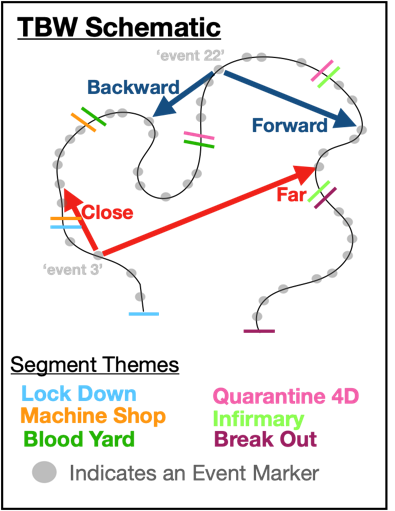 TBW Schematic
‘event 22’
Backward
Forward
Close
Far
‘event 3’
Segment Themes
Lock Down
Quarantine 4D
Machine Shop
Infirmary
Blood Yard
Break Out
Indicates an Event Marker